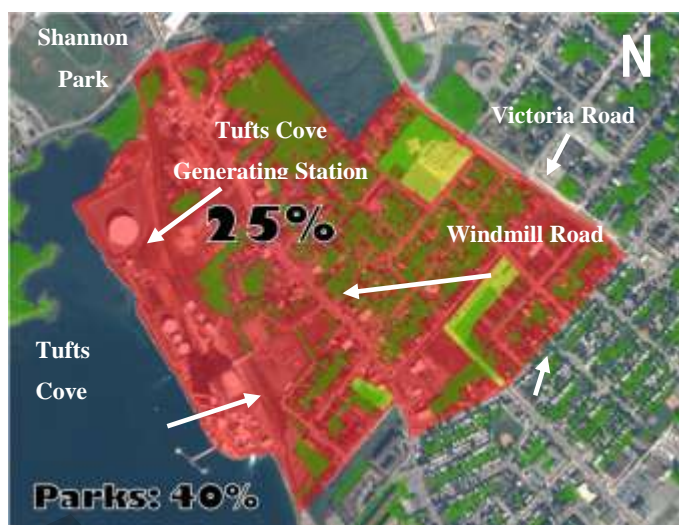 Shannon
Park
N
Tufts Cove
Generating Station
Victoria Road
25%
Windmill Road
Tufts
Cove
Parks: 40%